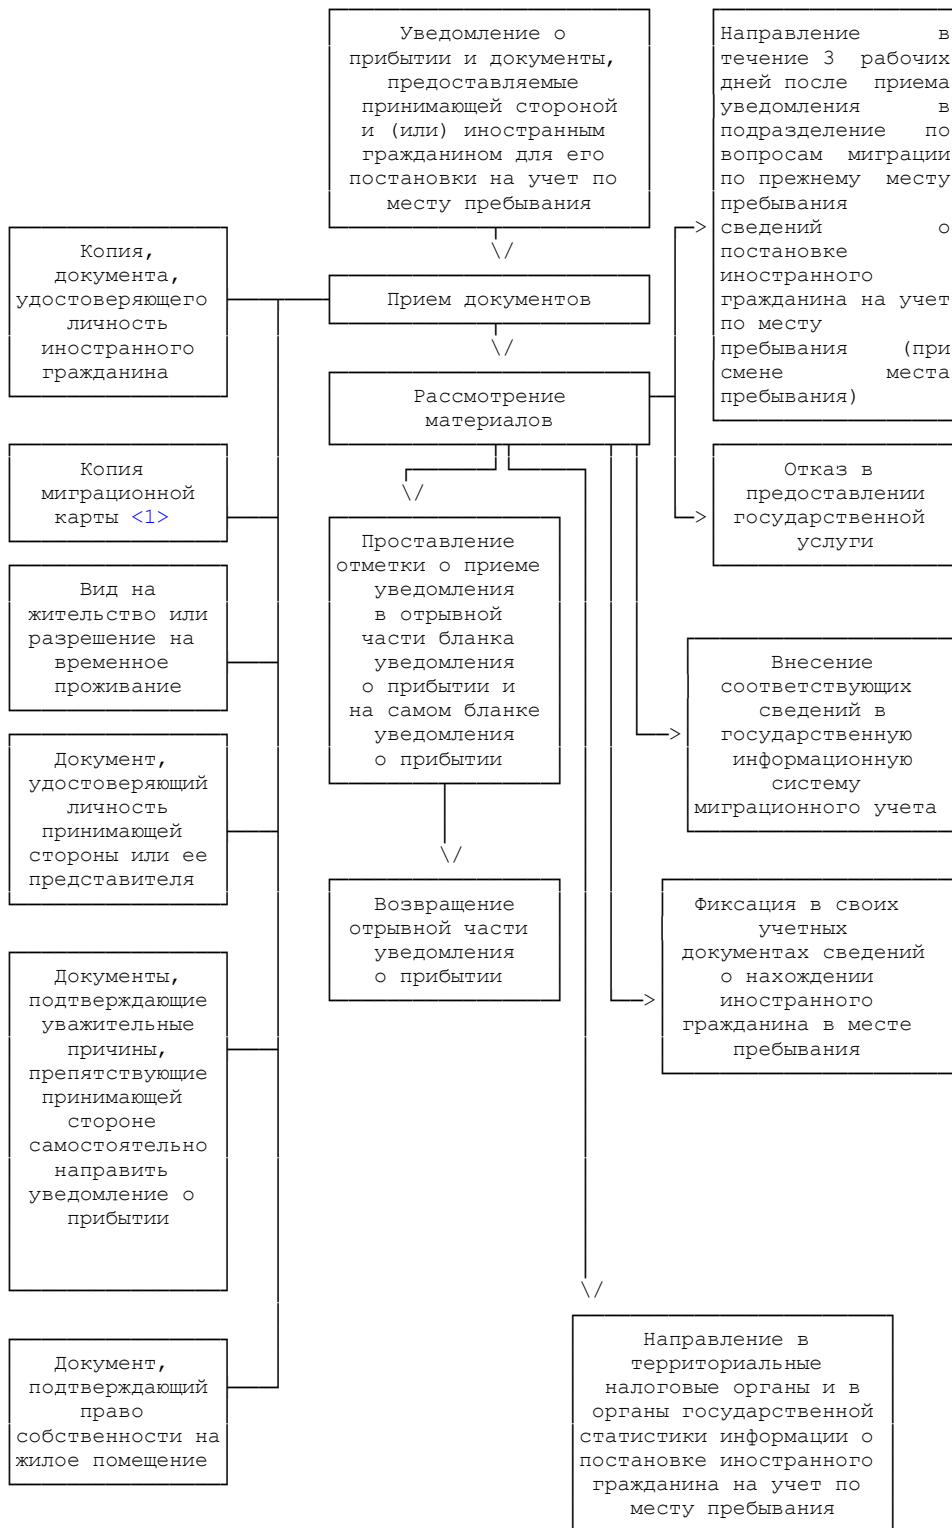 Уведомление о
прибытии и документы,
предоставляемые
принимающей стороной
и (или) иностранным
гражданином для его
постановки на учет по
месту пребывания
Направление в
течение 3 рабочих
дней после приема
уведомления в
подразделение по
вопросам миграции
по прежнему месту
пребывания
сведений о
постановке
иностранного
гражданина на учет
по месту
пребывания (при
смене места
пребывания)
Копия,
документа,
удостоверяющего
личность
иностранного
гражданина
Прием документов
Рассмотрение
материалов
Копия
миграционной
карты <1>
Отказ в
предоставлении
государственной
услуги
Проставление
отметки о приеме
уведомления
в отрывной
части бланка
уведомления
о прибытии и
на самом бланке
уведомления
о прибытии
Вид на
жительство или
разрешение на
временное
проживание
Внесение
соответствующих
сведений в
государственную
информационную
систему
миграционного учета
Документ,
удостоверяющий
личность
принимающей
стороны или ее
представителя
Возвращение
отрывной части
уведомления
о прибытии
Фиксация в своих
учетных
документах сведений
о нахождении
иностранного
гражданина в месте
пребывания
Документы,
подтверждающие
уважительные
причины,
препятствующие
принимающей
стороне
самостоятельно
направить
уведомление о
прибытии
Документ,
подтверждающий
право
собственности на
жилое помещение
Направление в
территориальные
налоговые органы и в
органы государственной
статистики информации о
постановке иностранного
гражданина на учет по
месту пребывания